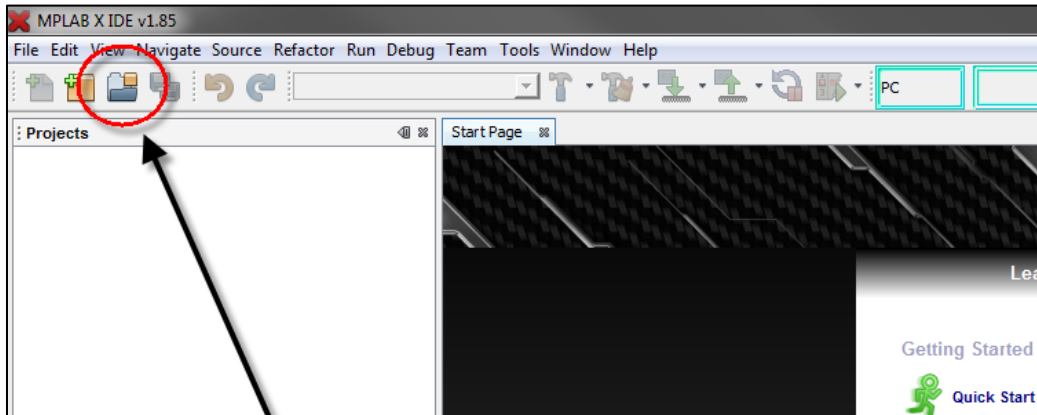 MPLAB X IDE v1.85
File Edit View Navigate Source Refactor Run Debug Team Tools Window Help
PC
Projects
Start Page
Getting Started
Quick Start